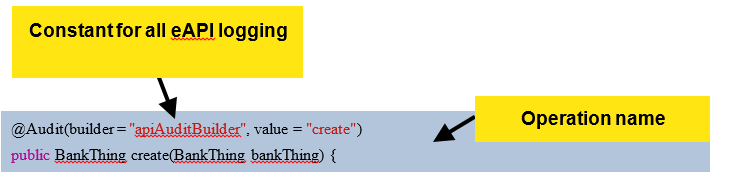 Constant for all eAPI logging
Operation name
@Audit(builder = "apiAuditBuilder", value = "create")
public BankThing create(BankThing bankThing) {